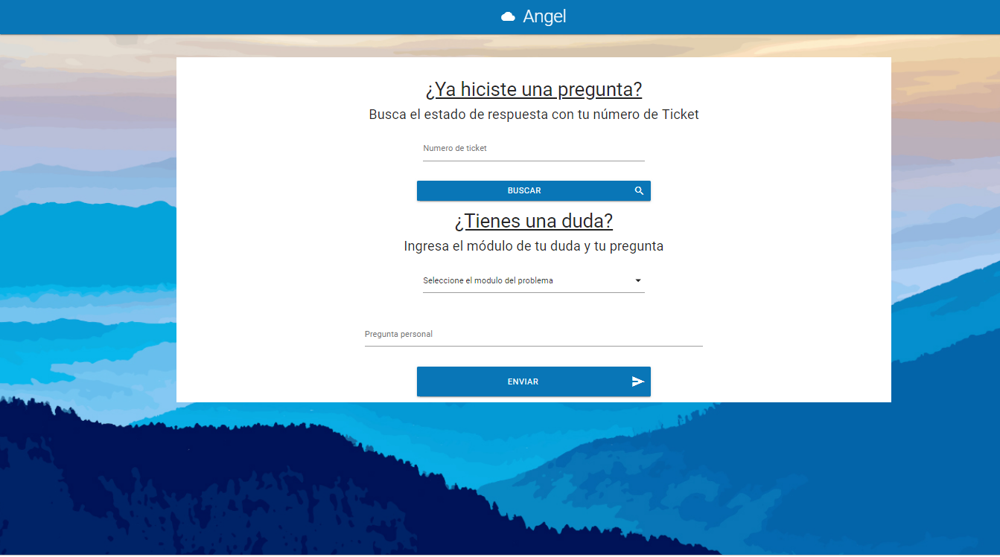 Angel
¿Ya hiciste una pregunta?
Busca el estado de respuesta con tu número de Ticket
Numero de ticket
BUSCAR
¿Tienes una duda?
Ingresa el módulo de tu duda y tu pregunta
Seleccione el modulo del problema
Pregunta personal
ENVIAR